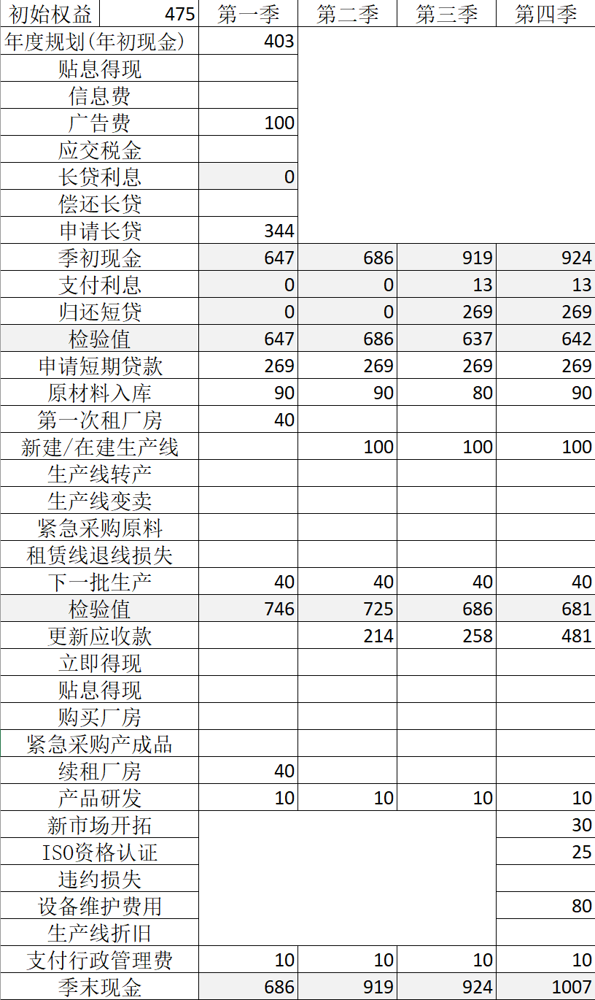 初始权益 475 第一季 第二季 第三季 第四季
年度规划(年初现金) 403
贴息得现
信息费
广告费 100
应交税金
长贷利息 0
偿还长贷
申请长贷 344
季初现金 647 686 919 924
支付利息 0 0 13 13
归还短贷 0 0 269 269
检验值 647 686 637 642
申请短期贷款 269 269 269 269
原材料入库 90 90 80 90
第一次租厂房 40
新建/在建生产线 100 100 100
生产线转产
生产线变卖
紧急采购原料
租赁线退线损失
下一批生产 40 40 40 40
检验值 746 725 686 681
更新应收款 214 258 481
立即得现
贴息得现
购买厂房
紧急采购产成品
续租厂房 40
产品研发 10 10 10 10
新市场开拓 30
ISO资格认证 25
违约损失
设备维护费用 80
生产线折旧
支付行政管理费 10 10 10 10
季末现金 686 919 924 1007